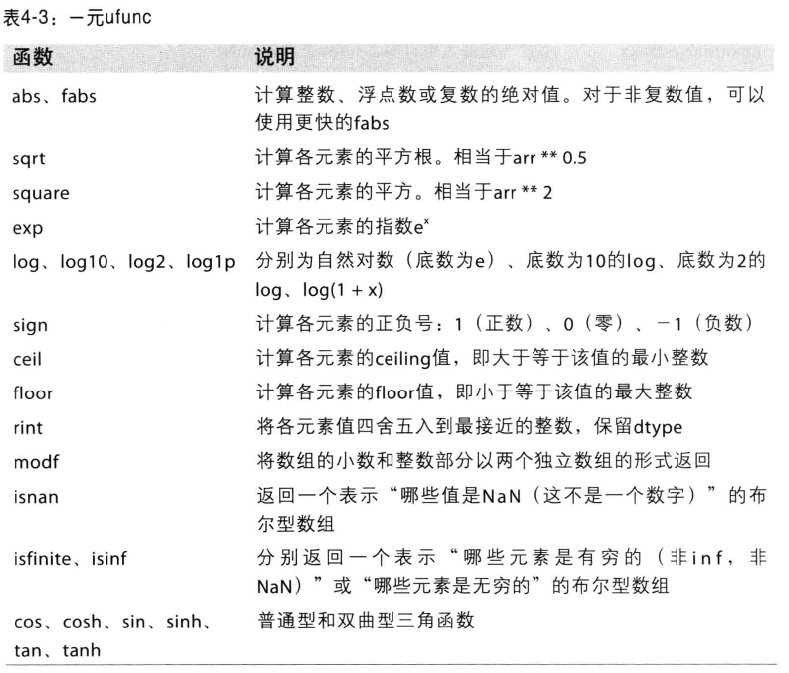 表4-3：一元ufunc
函数 说明
abs、fabs 计算整数、浮点数或复数的绝对值。对于非复数值，可以
使用更快的fabs
sqrt 计算各元素的平方根。相当于arr ** 0.5
square 计算各元素的平方。相当于arr ** 2
exp 计算各元素的指数eˣ
log、log10、log2、log1p 分别为自然对数（底数为e）、底数为10的log、底数为2的
log、log(1 + x)
sign 计算各元素的正负号：1（正数）、0（零）、－1（负数）
ceil 计算各元素的ceiling值，即大于等于该值的最小整数
floor 计算各元素的floor值，即小于等于该值的最大整数
rint 将各元素值四舍五入到最接近的整数，保留dtype
modf 将数组的小数和整数部分以两个独立数组的形式返回
isnan 返回一个表示“哪些值是NaN（这不是一个数字）”的布
尔型数组
isfinite、isinf 分别返回一个表示“哪些元素是有穷的（非inf，非
NaN）”或“哪些元素是无穷的”的布尔型数组
cos、cosh、sin、sinh、 普通型和双曲型三角函数
tan、tanh